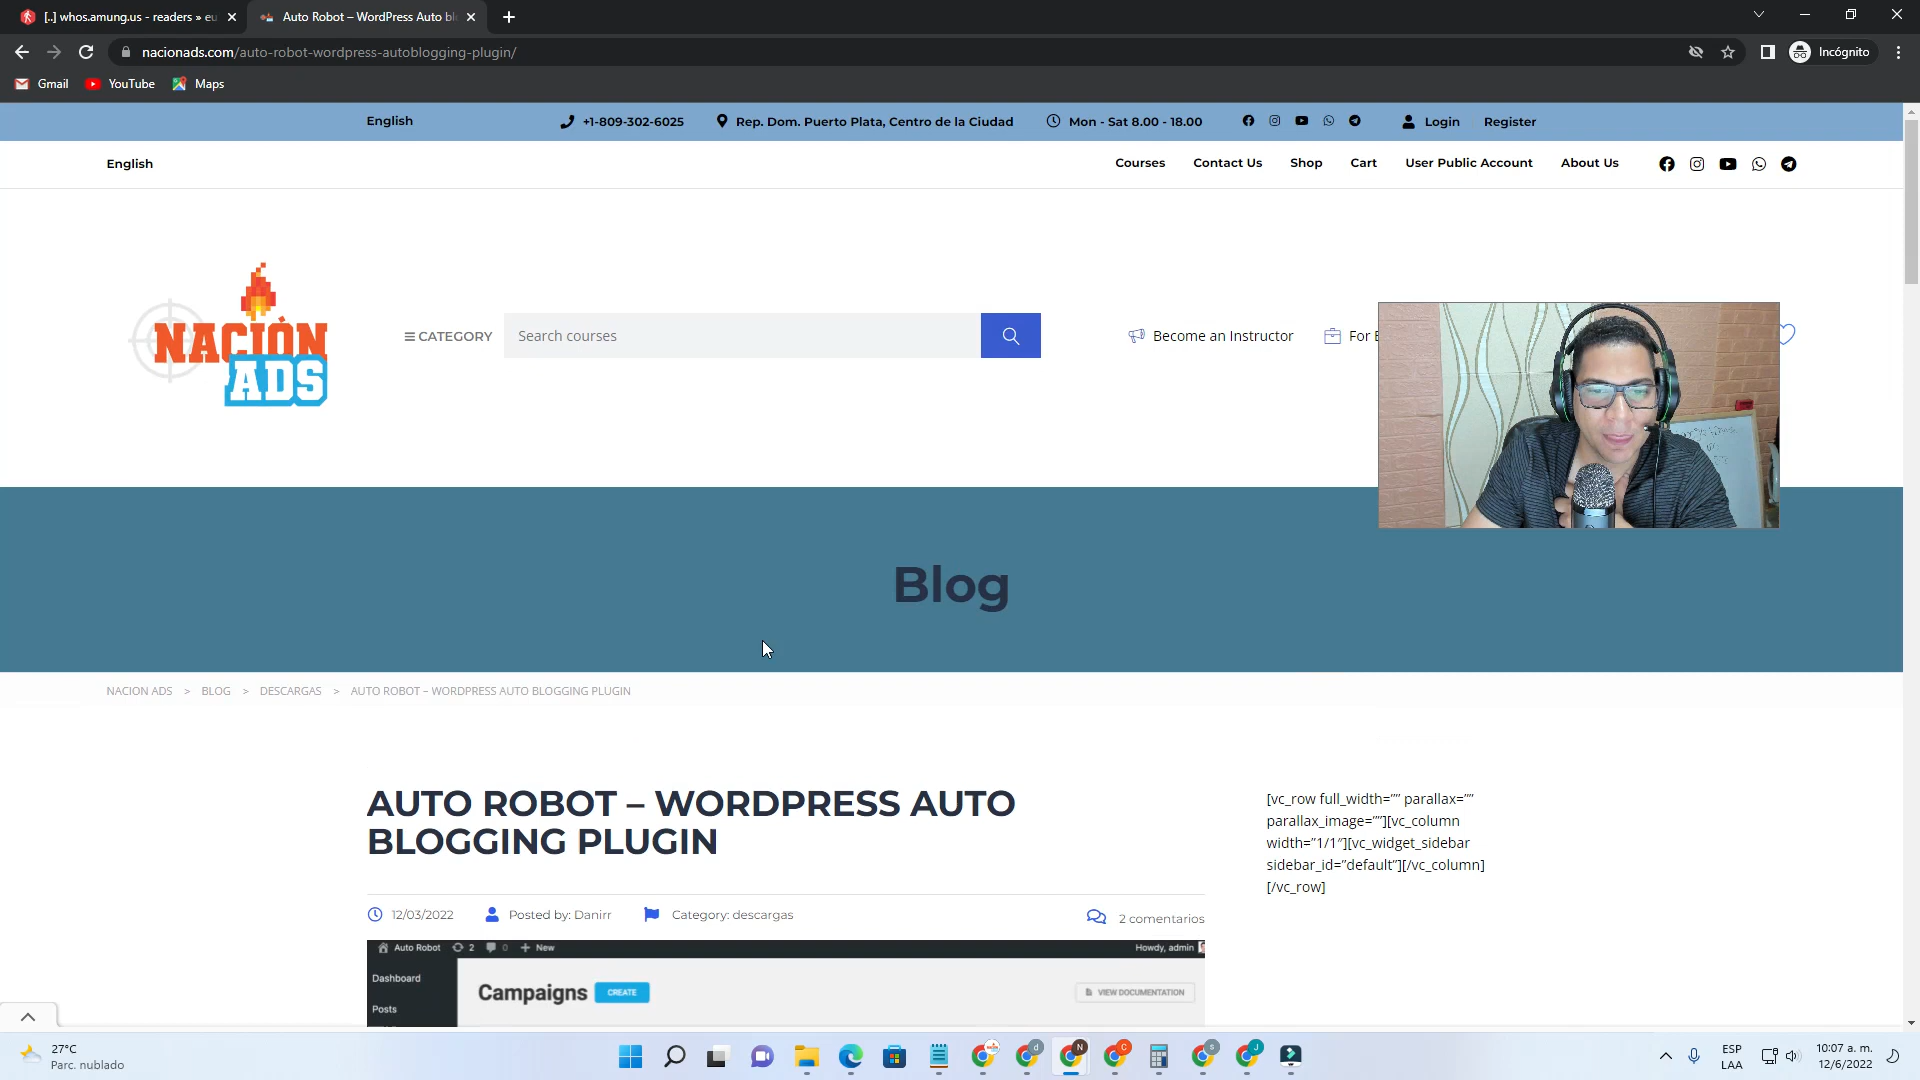 [..] whos.amung.us - readers » eu
Auto Robot – WordPress Auto bl
nacionads.com/auto-robot-wordpress-autoblogging-plugin/
Incógnito
Gmail
YouTube
Maps
English
+1-809-302-6025
Rep. Dom. Puerto Plata, Centro de la Ciudad
Mon - Sat 8.00 - 18.00
Login
Register
English
Courses
Contact Us
Shop
Cart
User Public Account
About Us
NACIÓN
ADS
CATEGORY
Search courses
Become an Instructor
For E
Blog
NACION ADS > BLOG > DESCARGAS > AUTO ROBOT – WORDPRESS AUTO BLOGGING PLUGIN
AUTO ROBOT – WORDPRESS AUTO
BLOGGING PLUGIN
[vc_row full_width="" parallax=""
parallax_image=""][vc_column
width="1/1"][vc_widget_sidebar
sidebar_id="default"][/vc_column]
[/vc_row]
12/03/2022
Posted by: Danirr
Category: descargas
2 comentarios
Auto Robot
2
0
New
Howdy, admin
Dashboard
Posts
Campaigns
CREATE
VIEW DOCUMENTATION
27°C
Parc. nublado
ESP
LAA
10:07 a. m.
12/6/2022